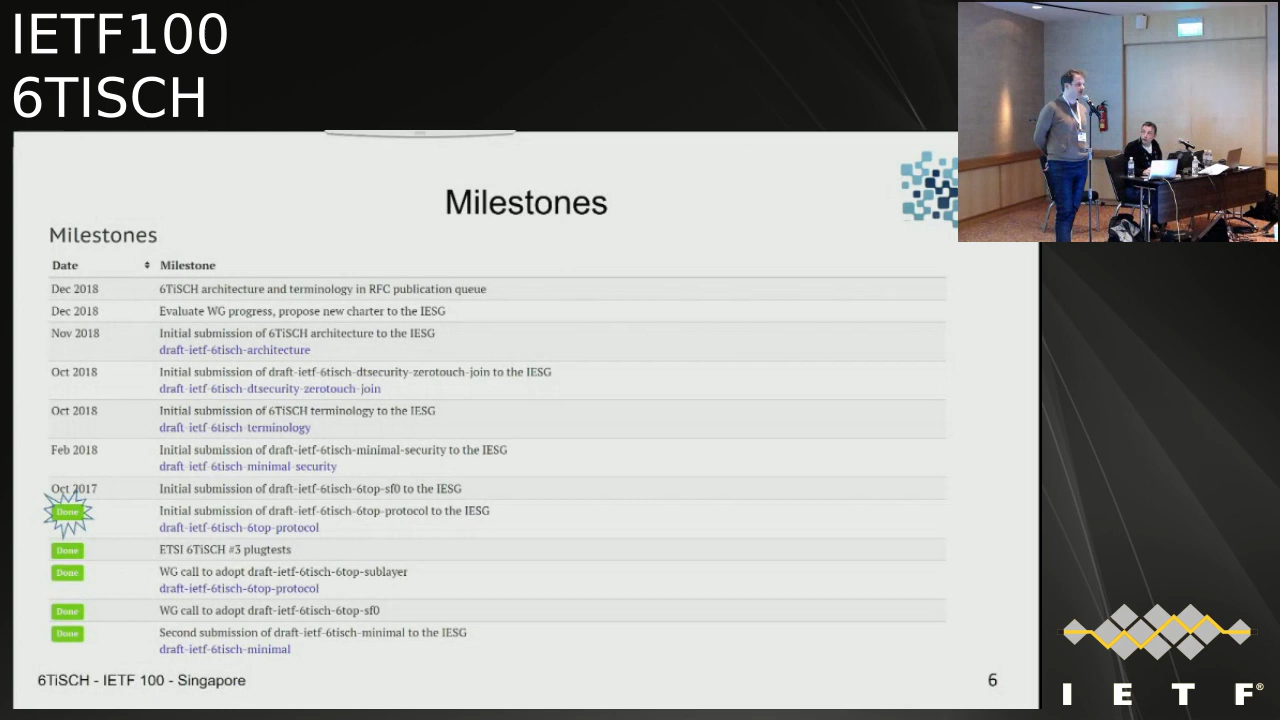 IETF100
6TISCH
Milestones
Milestones
Date Milestone
Dec 2018 6TiSCH architecture and terminology in RFC publication queue
Dec 2018 Evaluate WG progress, propose new charter to the IESG
Nov 2018 Initial submission of 6TiSCH architecture to the IESG
draft-ietf-6tisch-architecture
Oct 2018 Initial submission of draft-ietf-6tisch-dtsecurity-zerotouch-join to the IESG
draft-ietf-6tisch-dtsecurity-zerotouch-join
Oct 2018 Initial submission of 6TiSCH terminology to the IESG
draft-ietf-6tisch-terminology
Feb 2018 Initial submission of draft-ietf-6tisch-minimal-security to the IESG
draft-ietf-6tisch-minimal-security
Oct 2017 Initial submission of draft-ietf-6tisch-6top-sf0 to the IESG
Done Initial submission of draft-ietf-6tisch-6top-protocol to the IESG
draft-ietf-6tisch-6top-protocol
Done ETSI 6TiSCH #3 plugtests
Done WG call to adopt draft-ietf-6tisch-6top-sublayer
draft-ietf-6tisch-6top-protocol
Done WG call to adopt draft-ietf-6tisch-6top-sf0
Done Second submission of draft-ietf-6tisch-minimal to the IESG
draft-ietf-6tisch-minimal
6TiSCH - IETF 100 - Singapore 6
I E T F®